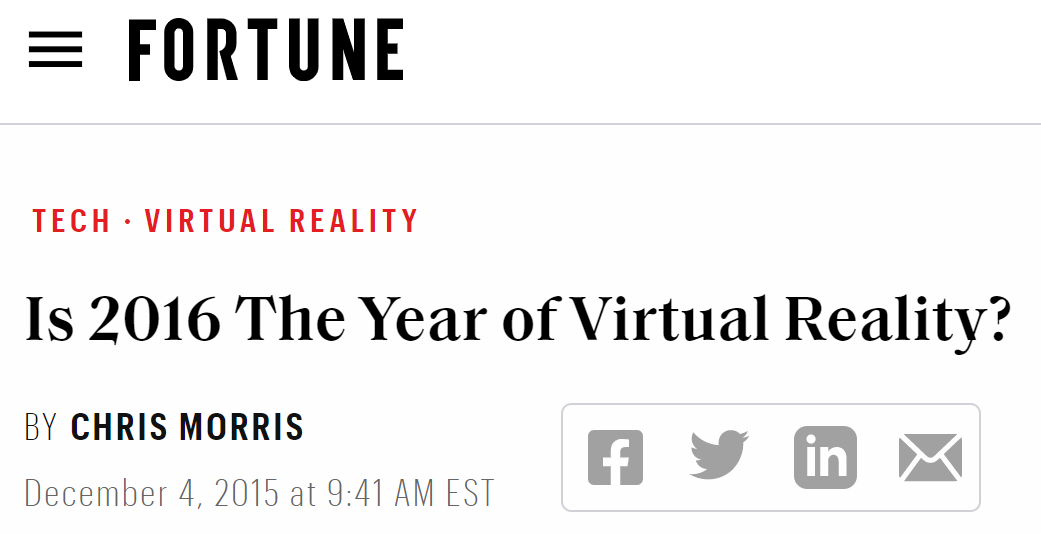 FORTUNE
TECH · VIRTUAL REALITY
Is 2016 The Year of Virtual Reality?
BY CHRIS MORRIS
December 4, 2015 at 9:41 AM EST